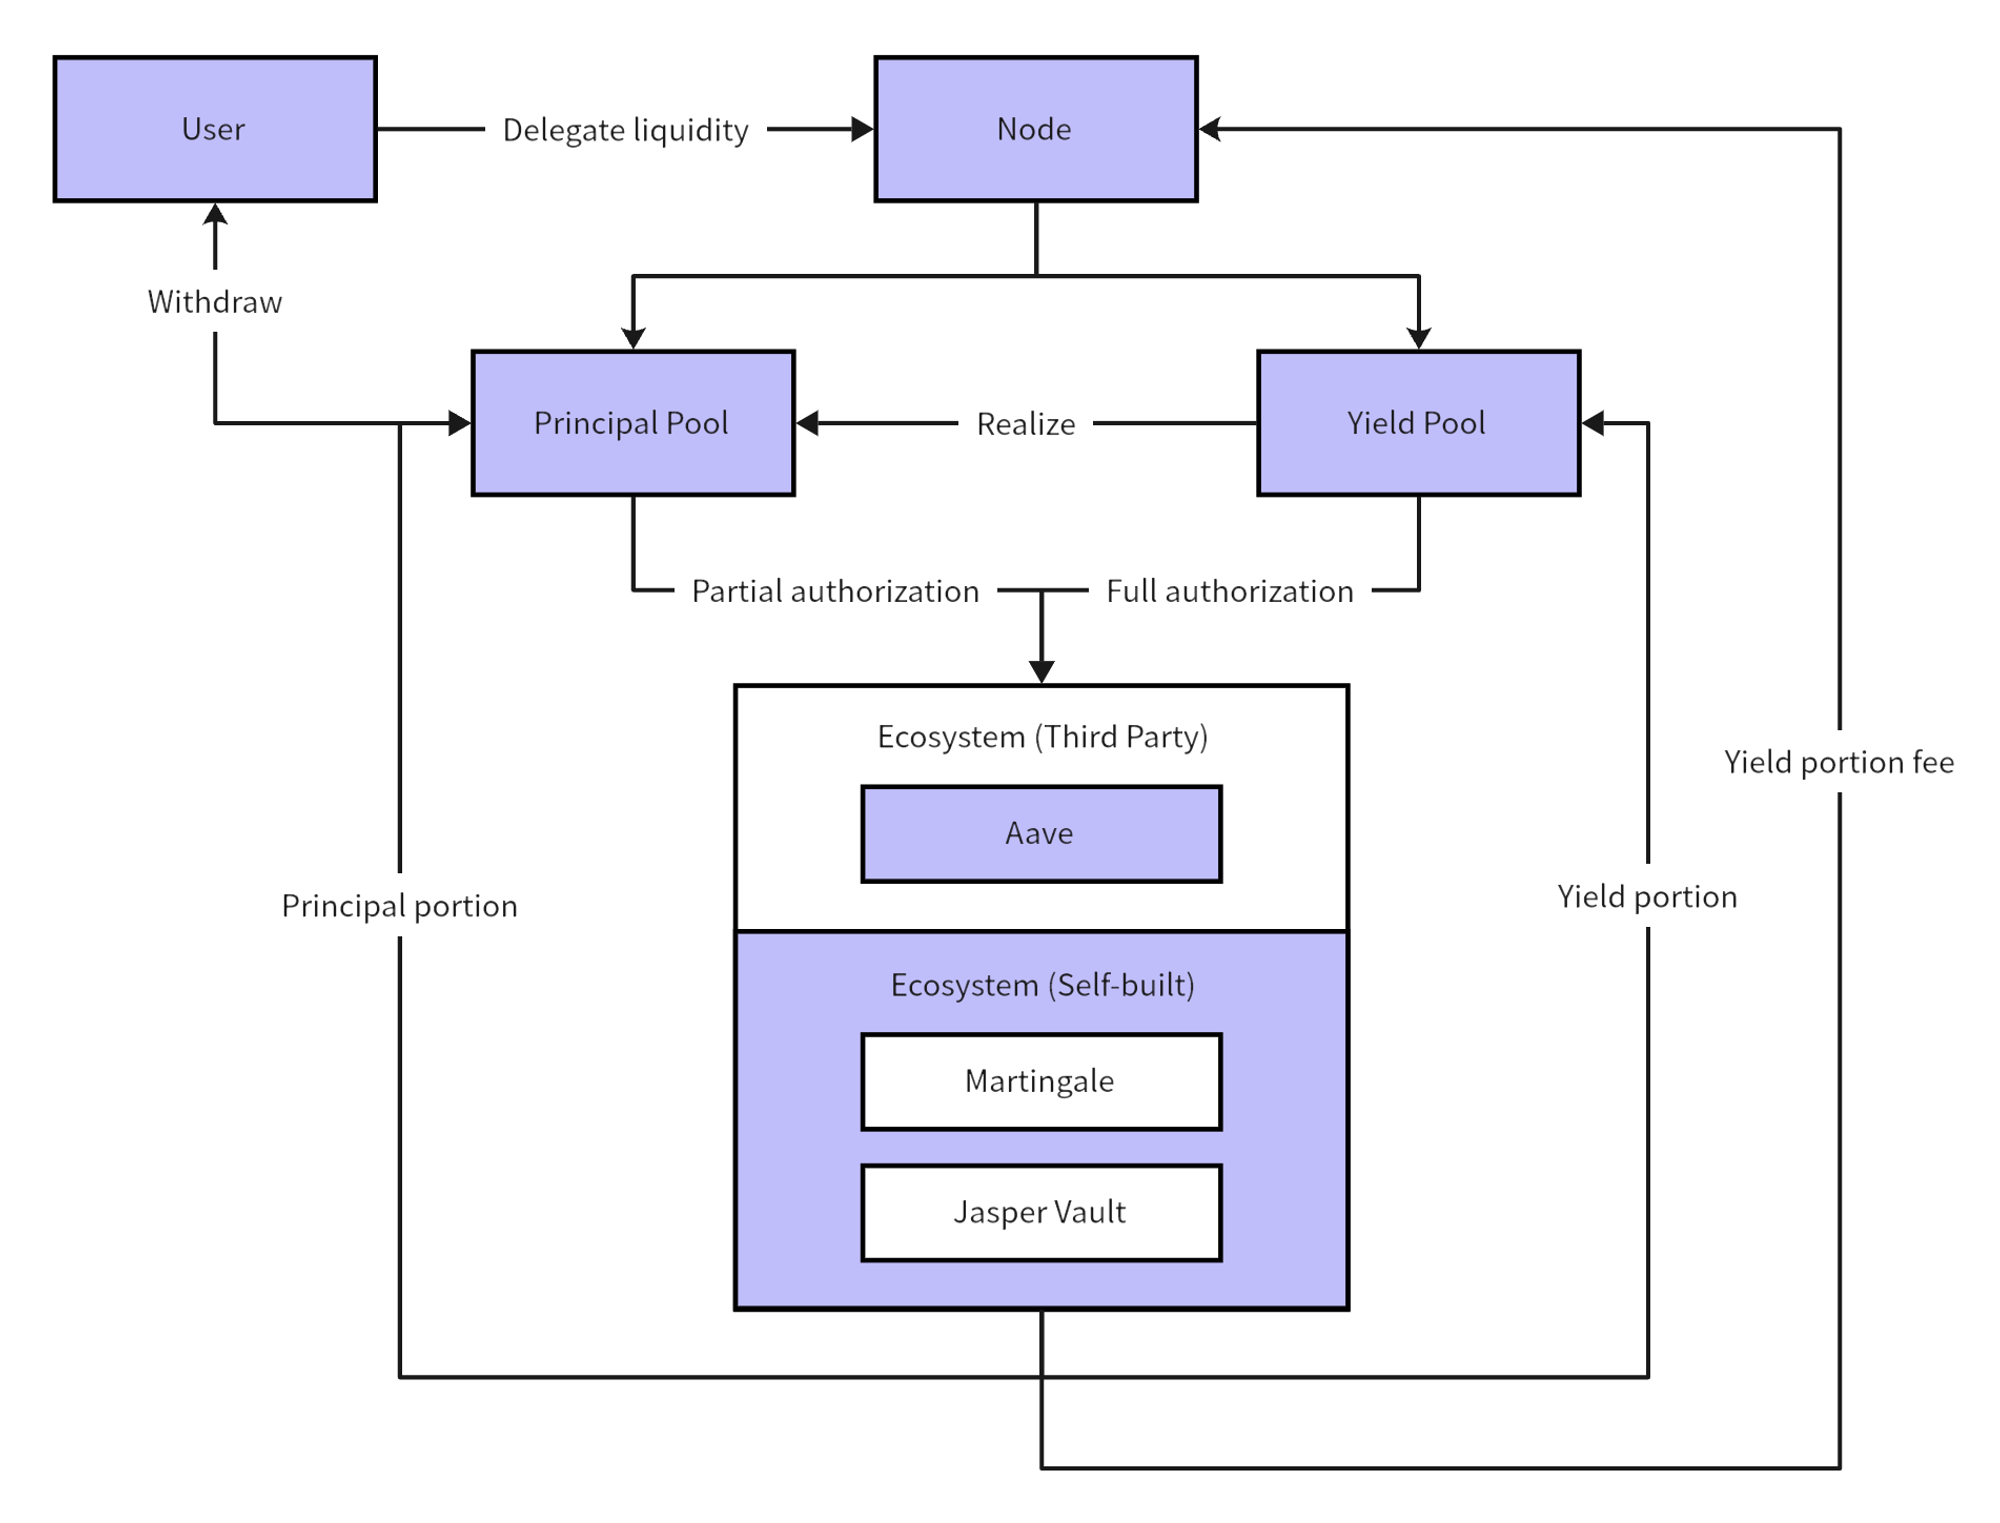 User
Delegate liquidity
Node
Withdraw
Principal Pool
Realize
Yield Pool
Partial authorization
Full authorization
Ecosystem (Third Party)
Yield portion fee
Aave
Principal portion
Yield portion
Ecosystem (Self-built)
Martingale
Jasper Vault